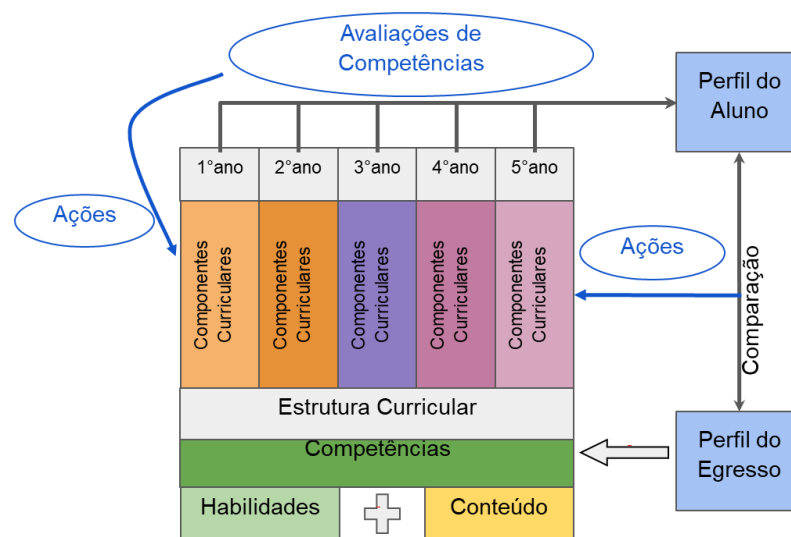 Avaliações de
Competências
Perfil do
Aluno
1°ano
2°ano
3°ano
4°ano
5°ano
Ações
Ações
Componentes
Curriculares
Componentes
Curriculares
Componentes
Curriculares
Componentes
Curriculares
Componentes
Curriculares
Comparação
Estrutura Curricular
Competências
Perfil do
Egresso
Habilidades
Conteúdo